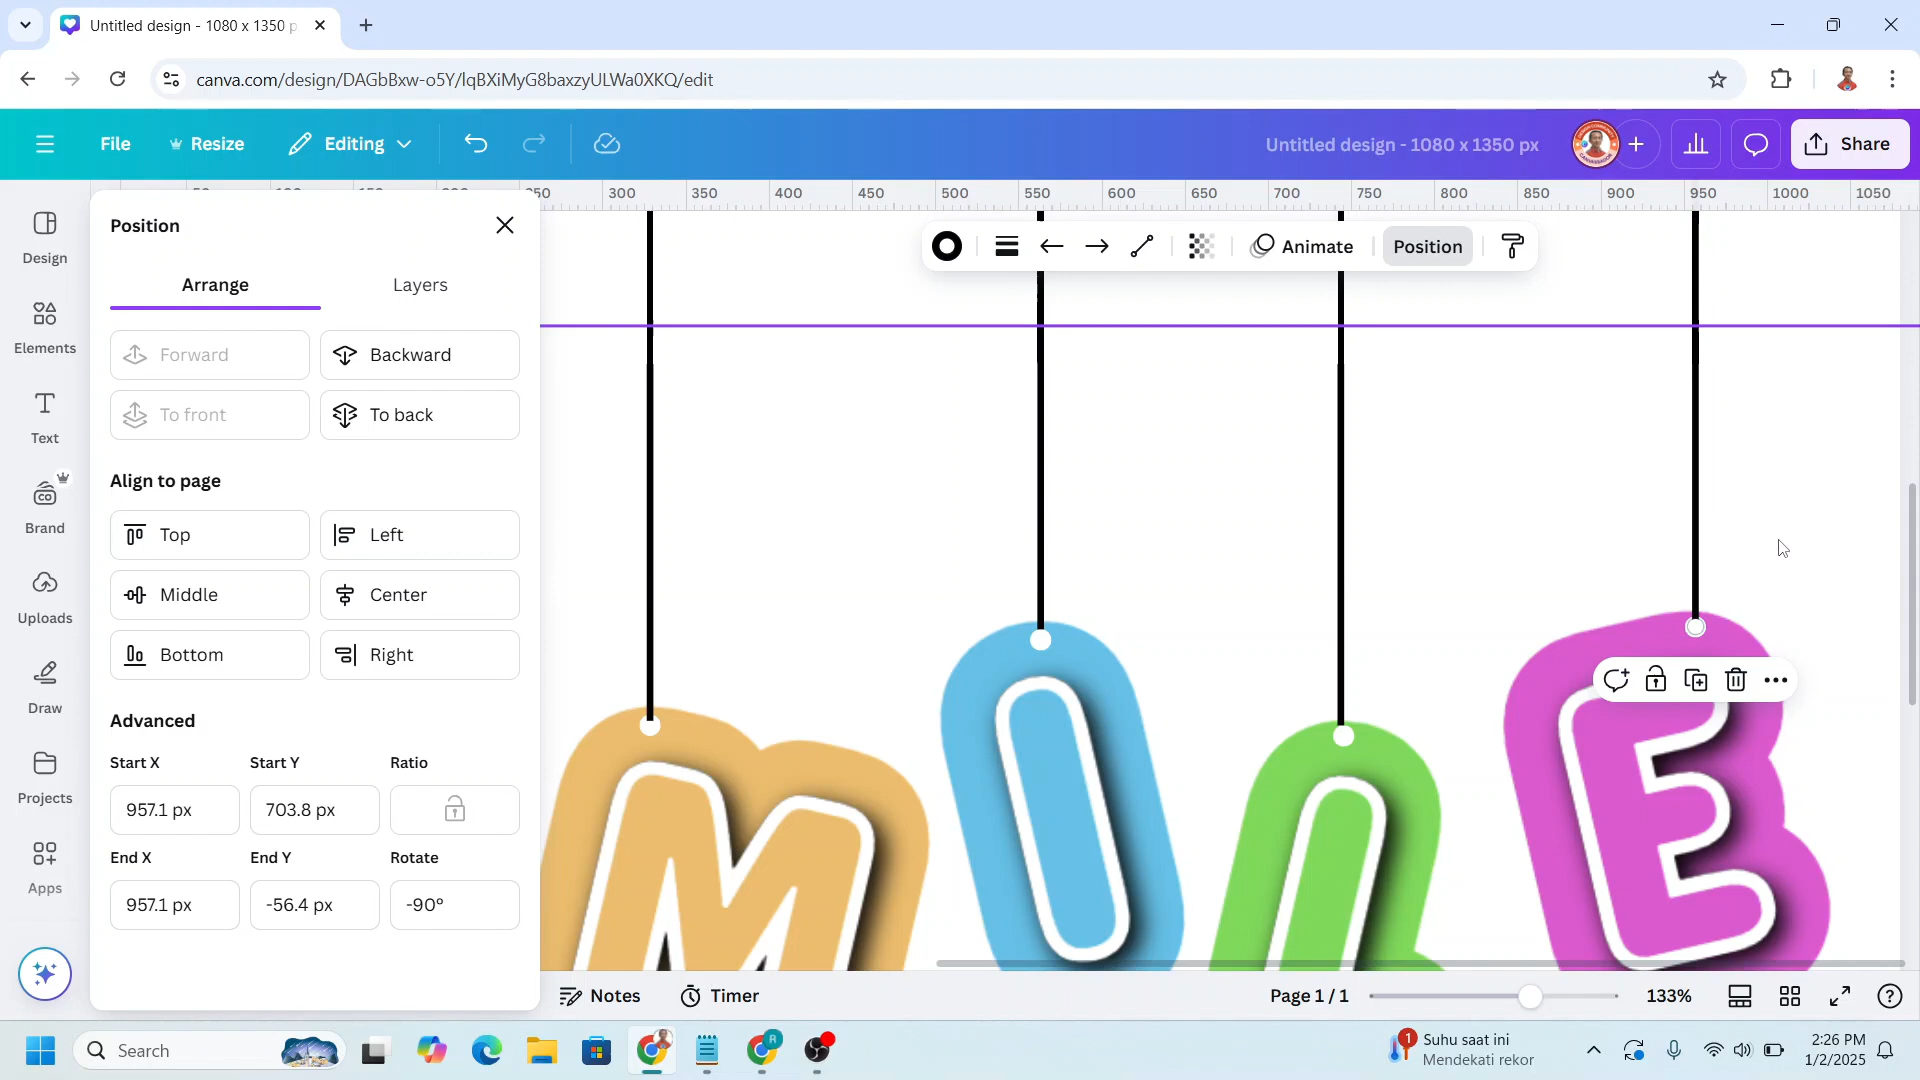 Untitled design - 1080 x 1350 p
canva.com/design/DAGbBxw-o5Y/lqBXiMyG8baxzyULWa0XKQ/edit
File
Resize
Editing
Untitled design - 1080 x 1350 px
Share
250 300 350 400 450 500 550 600 650 700 750 800 850 900 950 1000 1050
Design
Elements
Text
Brand
Uploads
Draw
Projects
Apps
Position
Arrange
Layers
Forward
Backward
To front
To back
Align to page
Top
Left
Middle
Center
Bottom
Right
Advanced
Start X
Start Y
Ratio
957.1 px
703.8 px
End X
End Y
Rotate
957.1 px
-56.4 px
-90°
Animate
Position
M I L E
Notes
Timer
Page 1 / 1
133%
Search
1
Suhu saat ini
Mendekati rekor
2:26 PM
1/2/2025